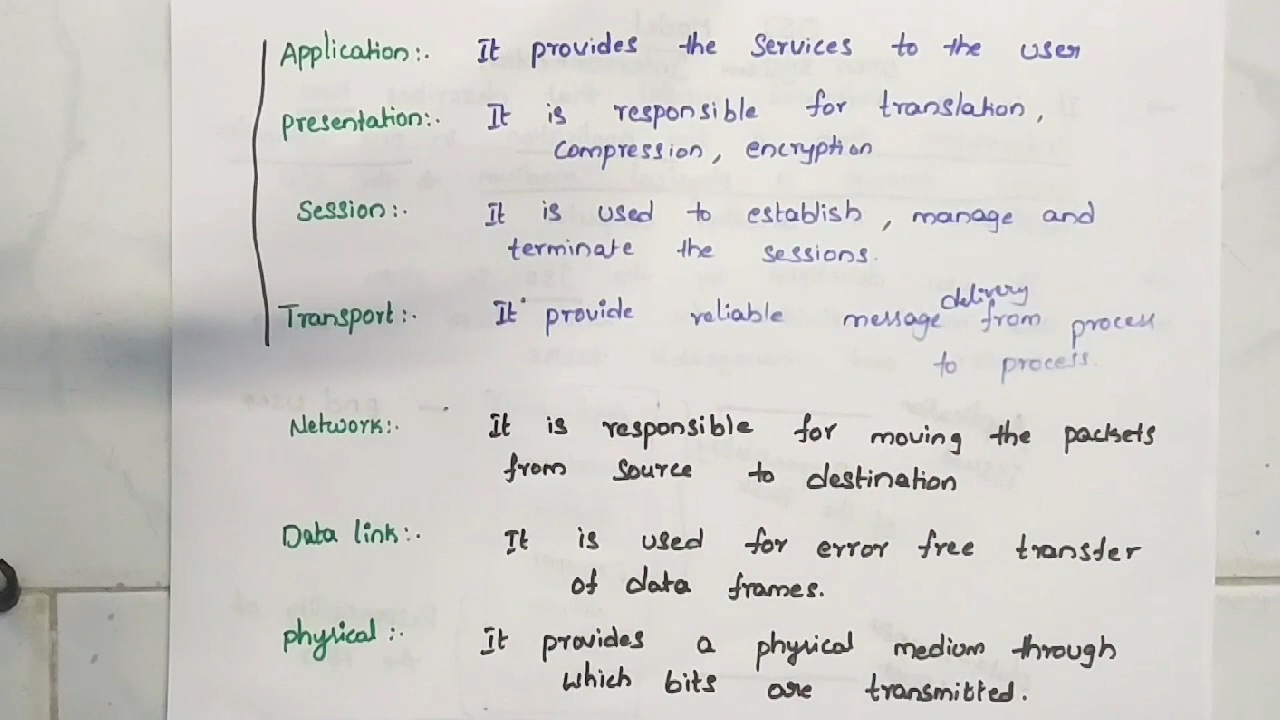 Application:- It provides the services to the user
presentation:- It is responsible for translation,
compression, encryption
Session:- It is used to establish, manage and
terminate the sessions.
Transport:- It provide reliable message delivery from process
to process.
Network:- It is responsible for moving the packets
from source to destination
Data link:- It is used for error free transfer
of data frames.
physical:- It provides a physical medium through
which bits are transmitted.